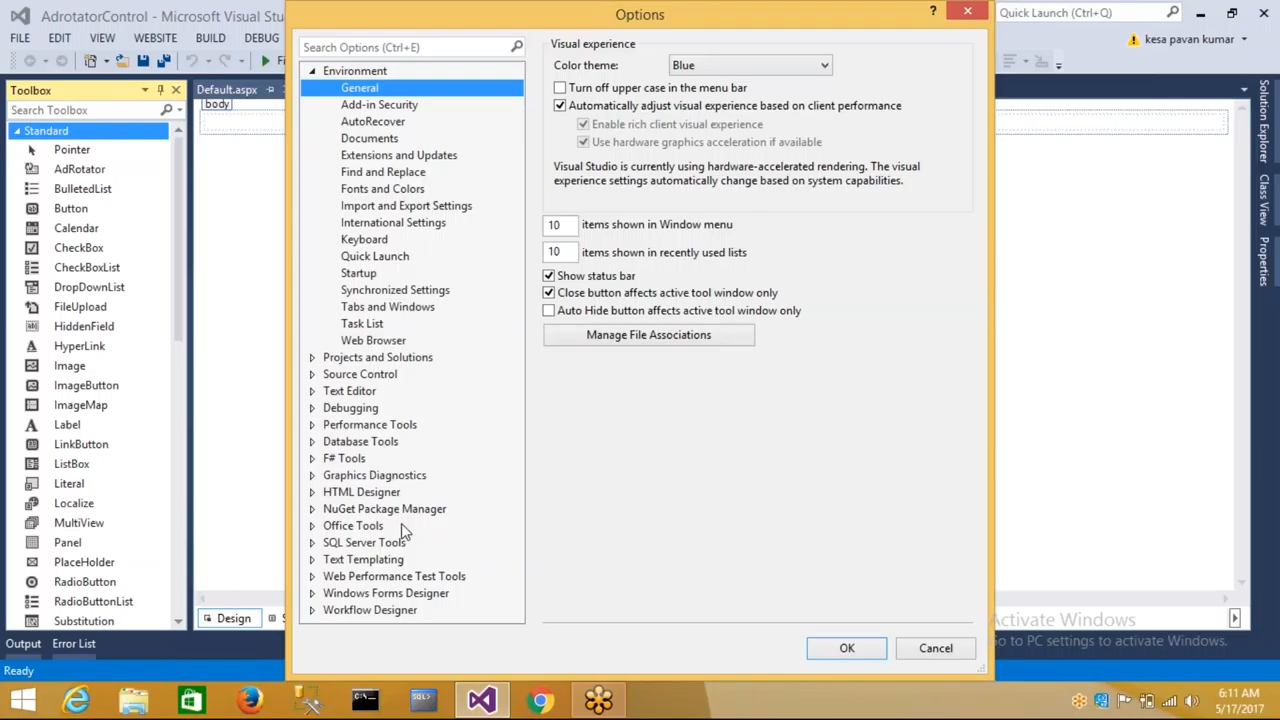 AdrotatorControl - Microsoft Visual Stu
Options
?
Quick Launch (Ctrl+Q)
FILE EDIT VIEW WEBSITE BUILD DEBUG
kesa pavan kumar
Toolbox
Search Toolbox
Standard
Pointer
AdRotator
BulletedList
Button
Calendar
CheckBox
CheckBoxList
DropDownList
FileUpload
HiddenField
HyperLink
Image
ImageButton
ImageMap
Label
LinkButton
ListBox
Literal
Localize
MultiView
Panel
PlaceHolder
RadioButton
RadioButtonList
Substitution
Default.aspx
body
Design
Search Options (Ctrl+E)
Environment
General
Add-in Security
AutoRecover
Documents
Extensions and Updates
Find and Replace
Fonts and Colors
Import and Export Settings
International Settings
Keyboard
Quick Launch
Startup
Synchronized Settings
Tabs and Windows
Task List
Web Browser
Projects and Solutions
Source Control
Text Editor
Debugging
Performance Tools
Database Tools
F# Tools
Graphics Diagnostics
HTML Designer
NuGet Package Manager
Office Tools
SQL Server Tools
Text Templating
Web Performance Test Tools
Windows Forms Designer
Workflow Designer
Visual experience
Color theme: Blue
Turn off upper case in the menu bar
Automatically adjust visual experience based on client performance
Enable rich client visual experience
Use hardware graphics acceleration if available
Visual Studio is currently using hardware-accelerated rendering. The visual
experience settings automatically change based on system capabilities.
10 items shown in Window menu
10 items shown in recently used lists
Show status bar
Close button affects active tool window only
Auto Hide button affects active tool window only
Manage File Associations
OK Cancel
Solution Explorer
Class View
Properties
Activate Windows
Go to PC settings to activate Windows.
Output Error List
Ready
6:11 AM
5/17/2017